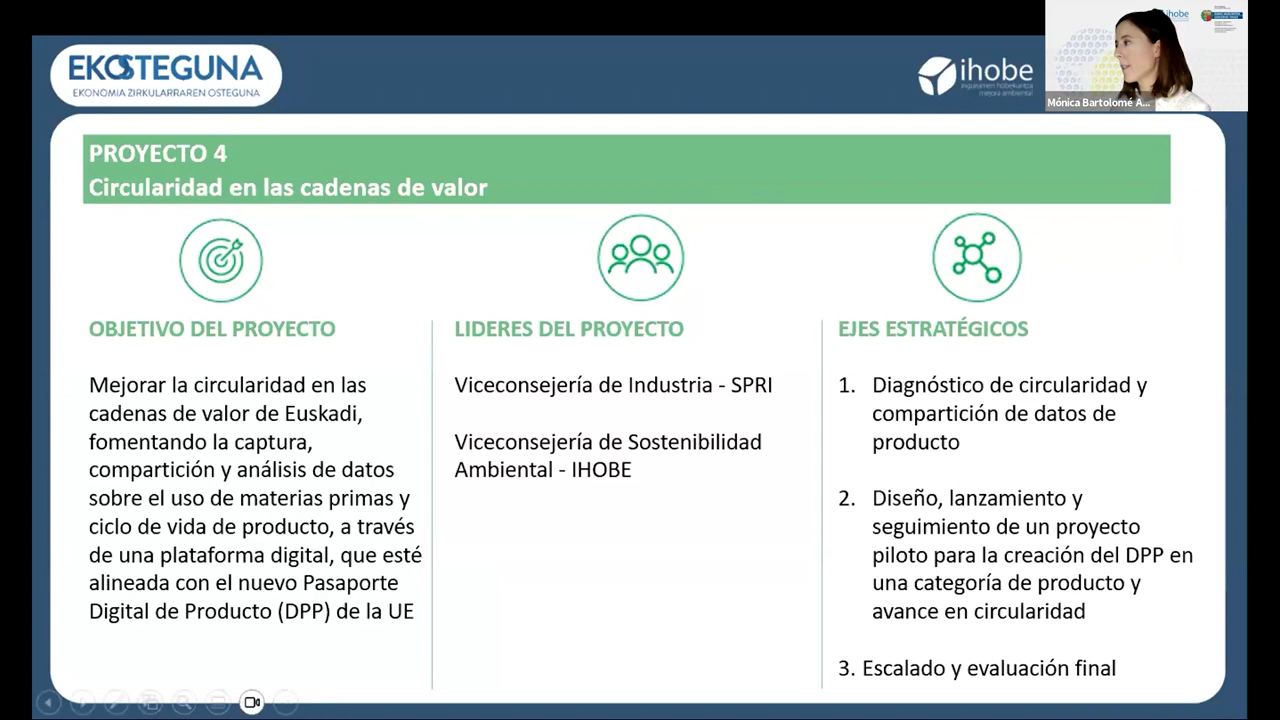 EKOSTEGUNA
EKONOMIA ZIRKULARRAREN OSTEGUNA
ihobe
ingurumen hobekuntza
mejora ambiental
ihobe
Mónica Bartolomé A...
PROYECTO 4
Circularidad en las cadenas de valor
OBJETIVO DEL PROYECTO
Mejorar la circularidad en las
cadenas de valor de Euskadi,
fomentando la captura,
compartición y análisis de datos
sobre el uso de materias primas y
ciclo de vida de producto, a través
de una plataforma digital, que esté
alineada con el nuevo Pasaporte
Digital de Producto (DPP) de la UE
LIDERES DEL PROYECTO
Viceconsejería de Industria - SPRI
Viceconsejería de Sostenibilidad
Ambiental - IHOBE
EJES ESTRATÉGICOS
1. Diagnóstico de circularidad y
compartición de datos de
producto
2. Diseño, lanzamiento y
seguimiento de un proyecto
piloto para la creación del DPP en
una categoría de producto y
avance en circularidad
3. Escalado y evaluación final